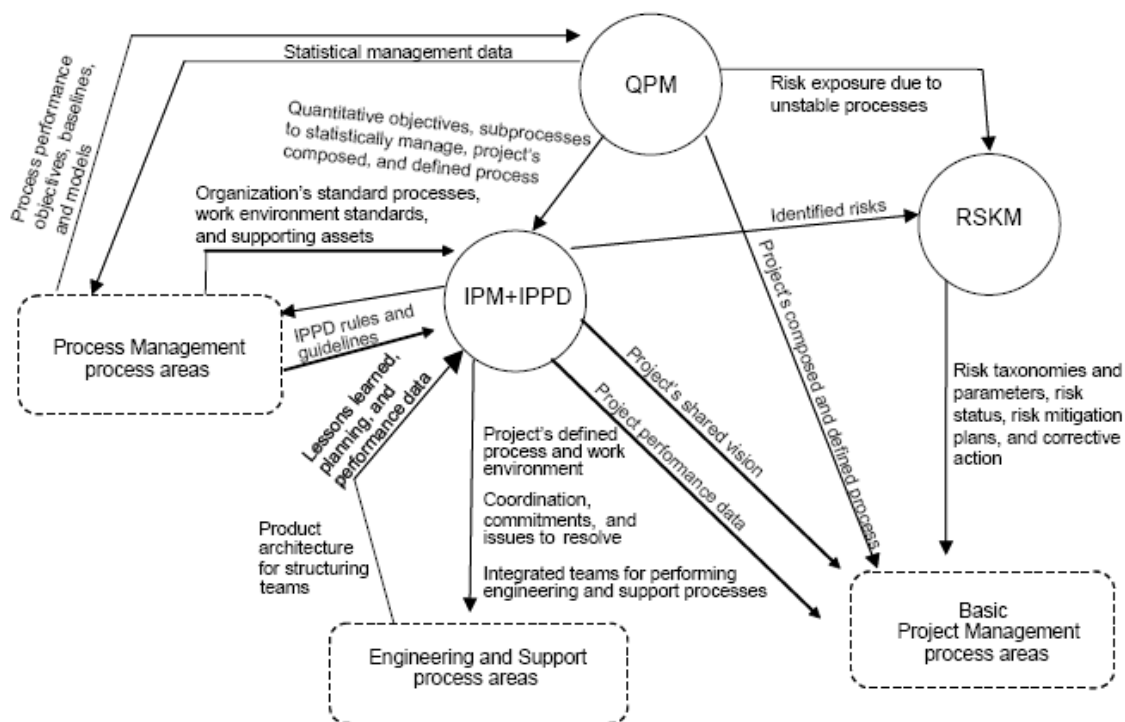 Statistical management data
QPM
Risk exposure due to
unstable processes
Process performance
objectives, baselines,
and models
Quantitative objectives, subprocesses
to statistically manage, project's
composed, and defined process
Organization's standard processes,
work environment standards,
and supporting assets
Identified risks
RSKM
IPM+IPPD
Process Management
process areas
IPPD rules and
guidelines
Lessons learned,
planning, and
performance data
Project's shared vision
Project performance data
Project's composed and defined process
Risk taxonomies and
parameters, risk
status, risk mitigation
plans, and corrective
action
Project's defined
process and work
environment
Coordination,
commitments, and
issues to resolve
Integrated teams for performing
engineering and support processes
Product
architecture
for structuring
teams
Engineering and Support
process areas
Basic
Project Management
process areas